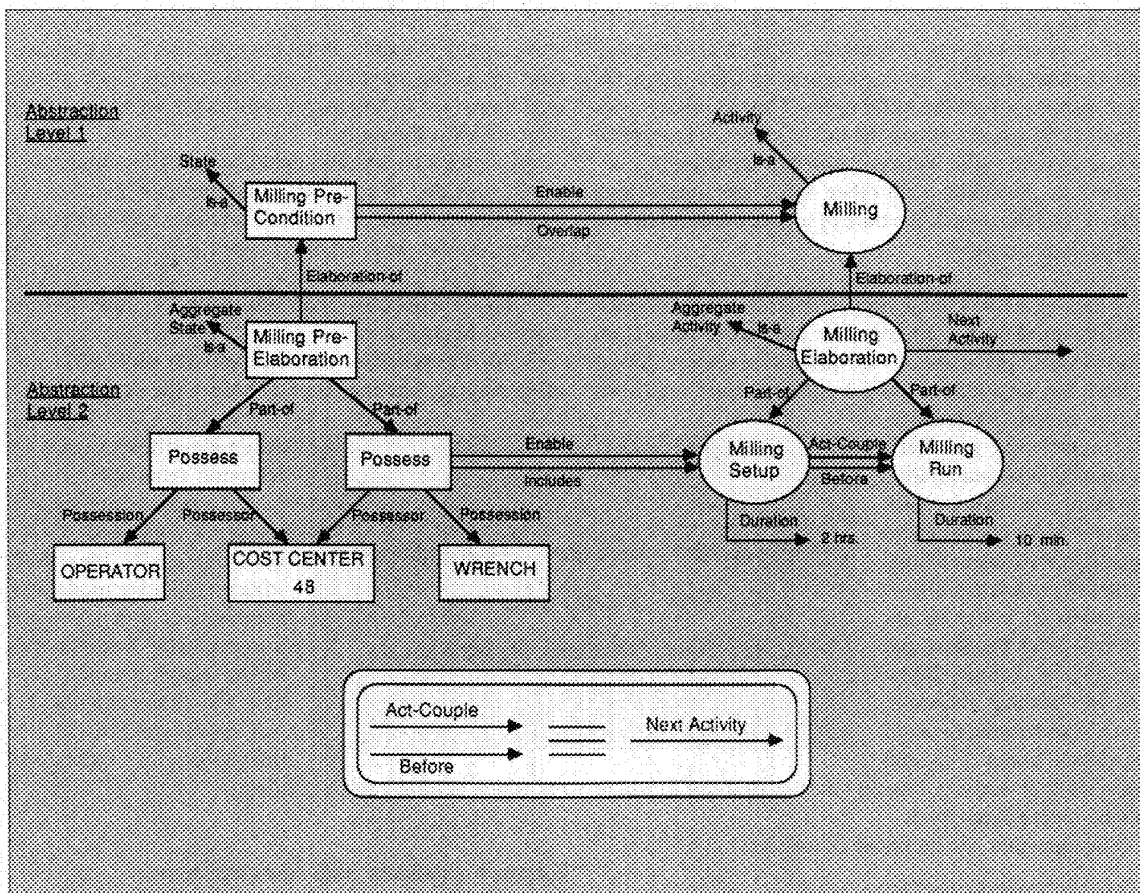 Abstraction
Level 1
State
Is-a
Milling Pre-
Condition
Enable
Overlap
Activity
Is-a
Milling
Elaboration-of
Elaboration-of
Aggregate
State
Is-a
Milling Pre-
Elaboration
Aggregate
Activity
Is-a
Milling
Elaboration
Next
Activity
Abstraction
Level 2
Part-of
Part-of
Part-of
Part-of
Possess
Possess
Enable
Includes
Milling
Setup
Act-Couple
Before
Milling
Run
Possession
Possessor
Possessor
Possession
Duration
2 hrs.
Duration
10 min.
OPERATOR
COST CENTER
48
WRENCH
Act-Couple
Before
Next Activity